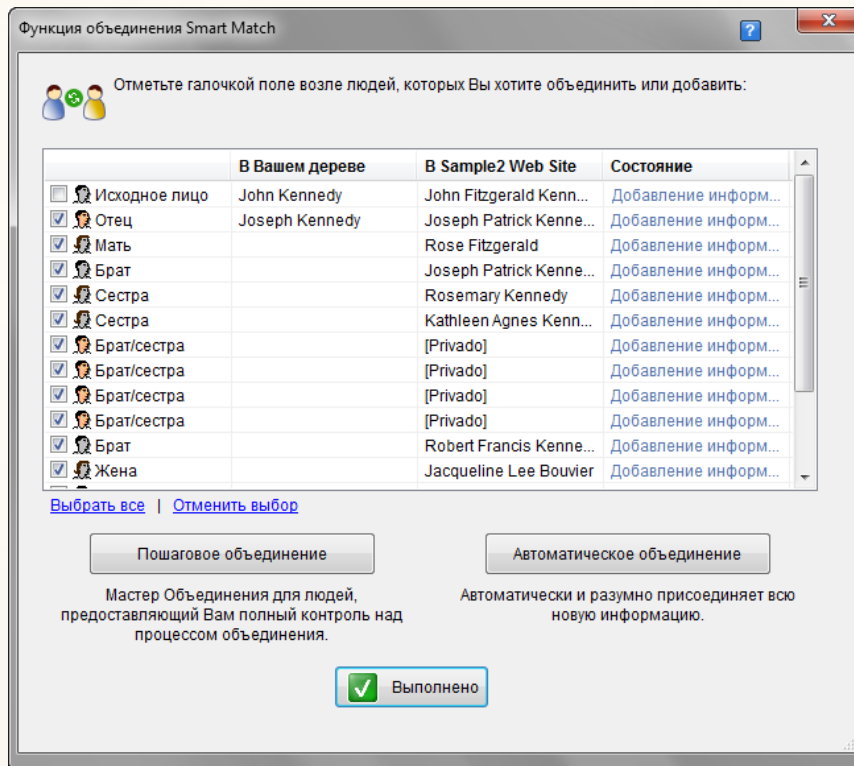 Функция объединения Smart Match
Отметьте галочкой поле возле людей, которых Вы хотите объединить или добавить:
В Вашем дереве В Sample2 Web Site Состояние
Исходное лицо John Kennedy John Fitzgerald Kenn... Добавление информ...
Отец Joseph Kennedy Joseph Patrick Kenne... Добавление информ...
Мать Rose Fitzgerald Добавление информ...
Брат Joseph Patrick Kenne... Добавление информ...
Сестра Rosemary Kennedy Добавление информ...
Сестра Kathleen Agnes Kenn... Добавление информ...
Брат/сестра [Privado] Добавление информ...
Брат/сестра [Privado] Добавление информ...
Брат/сестра [Privado] Добавление информ...
Брат/сестра [Privado] Добавление информ...
Брат Robert Francis Kenne... Добавление информ...
Жена Jacqueline Lee Bouvier Добавление информ...
Выбрать все | Отменить выбор
Пошаговое объединение Автоматическое объединение
Мастер Объединения для людей, Автоматически и разумно присоединяет всю
предоставляющий Вам полный контроль над новую информацию.
процессом объединения.
Выполнено